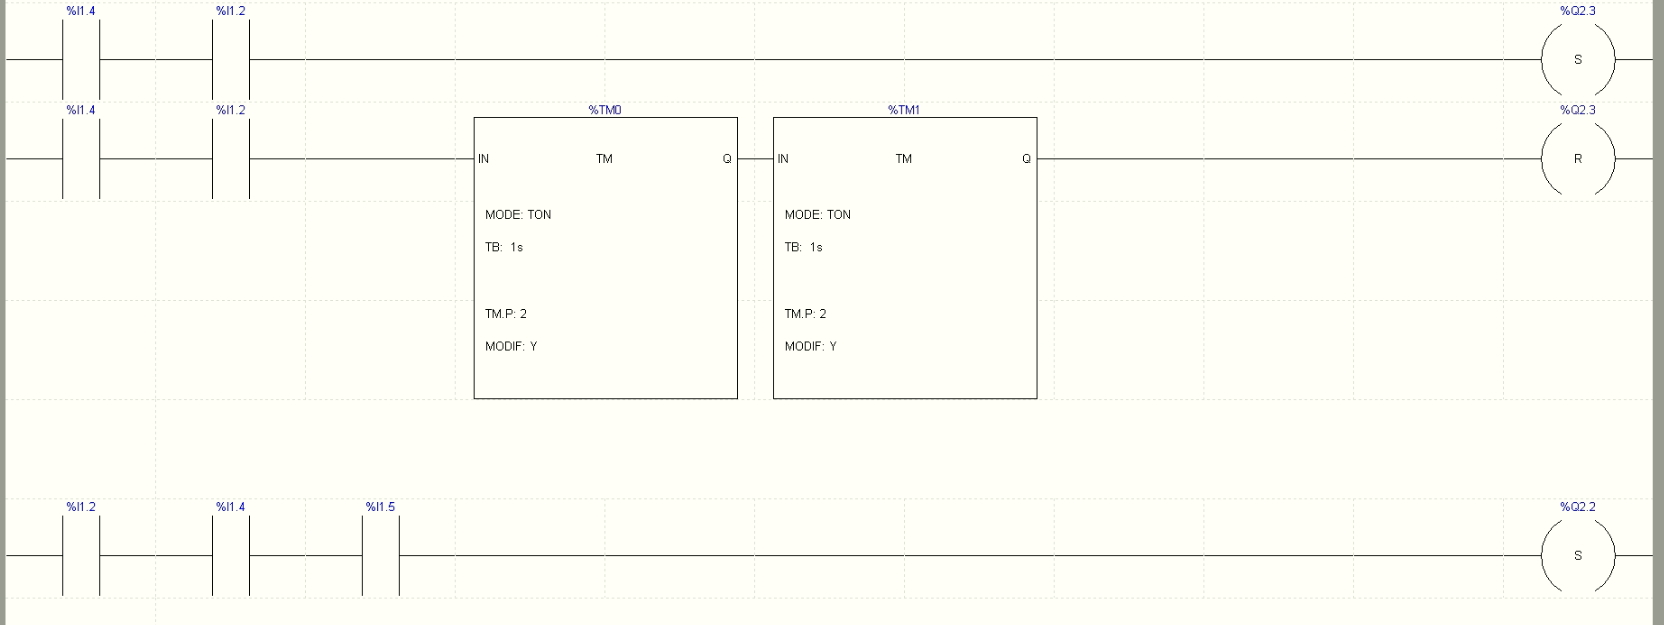 %I1.4 %I1.2 %Q2.3
S
%I1.4 %I1.2 %TM0 %TM1 %Q2.3
IN TM Q IN TM Q R
MODE: TON MODE: TON
TB: 1s TB: 1s
TM.P: 2 TM.P: 2
MODIF: Y MODIF: Y
%I1.2 %I1.4 %I1.5 %Q2.2
S